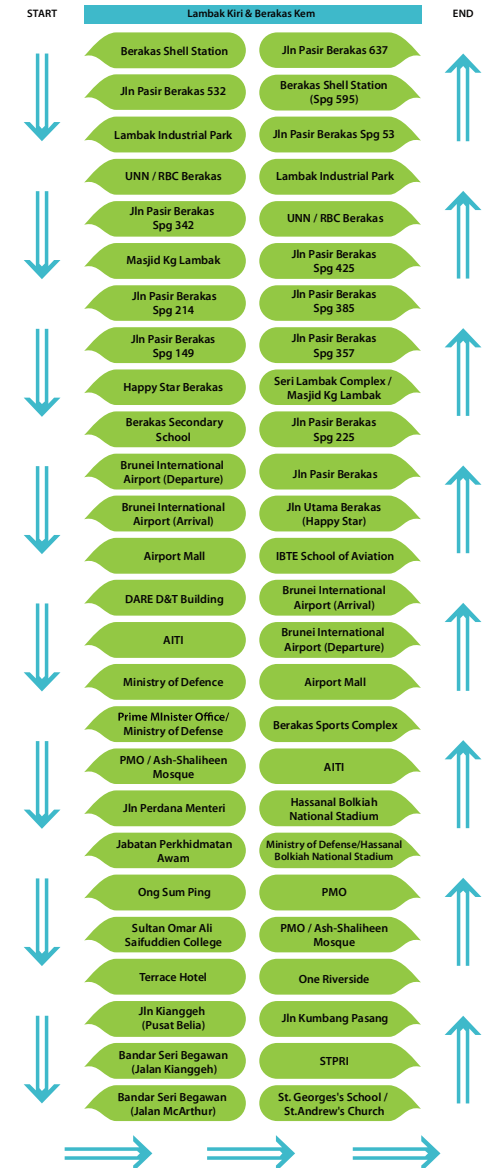 START
Lambak Kiri & Berakas Kem
END
Berakas Shell Station
Jln Pasir Berakas 637
Jln Pasir Berakas 532
Berakas Shell Station
(Spg 595)
Lambak Industrial Park
Jln Pasir Berakas Spg 53
UNN / RBC Berakas
Lambak Industrial Park
Jln Pasir Berakas
Spg 342
UNN / RBC Berakas
Masjid Kg Lambak
Jln Pasir Berakas
Spg 425
Jln Pasir Berakas
Spg 214
Jln Pasir Berakas
Spg 385
Jln Pasir Berakas
Spg 149
Jln Pasir Berakas
Spg 357
Happy Star Berakas
Seri Lambak Complex /
Masjid Kg Lambak
Berakas Secondary
School
Jln Pasir Berakas
Spg 225
Brunei International
Airport (Departure)
Jln Pasir Berakas
Brunei International
Airport (Arrival)
Jln Utama Berakas
(Happy Star)
Airport Mall
IBTE School of Aviation
DARE D&T Building
Brunei International
Airport (Arrival)
AITI
Brunei International
Airport (Departure)
Ministry of Defence
Airport Mall
Prime MInister Office/
Ministry of Defense
Berakas Sports Complex
PMO / Ash-Shaliheen
Mosque
AITI
Jln Perdana Menteri
Hassanal Bolkiah
National Stadium
Jabatan Perkhidmatan
Awam
Ministry of Defense/Hassanal
Bolkiah National Stadium
Ong Sum Ping
PMO
Sultan Omar Ali
Saifuddien College
PMO / Ash-Shaliheen
Mosque
Terrace Hotel
One Riverside
Jln Kianggeh
(Pusat Belia)
Jln Kumbang Pasang
Bandar Seri Begawan
(Jalan Kianggeh)
STPRI
Bandar Seri Begawan
(Jalan McArthur)
St. Georges's School /
St.Andrew's Church